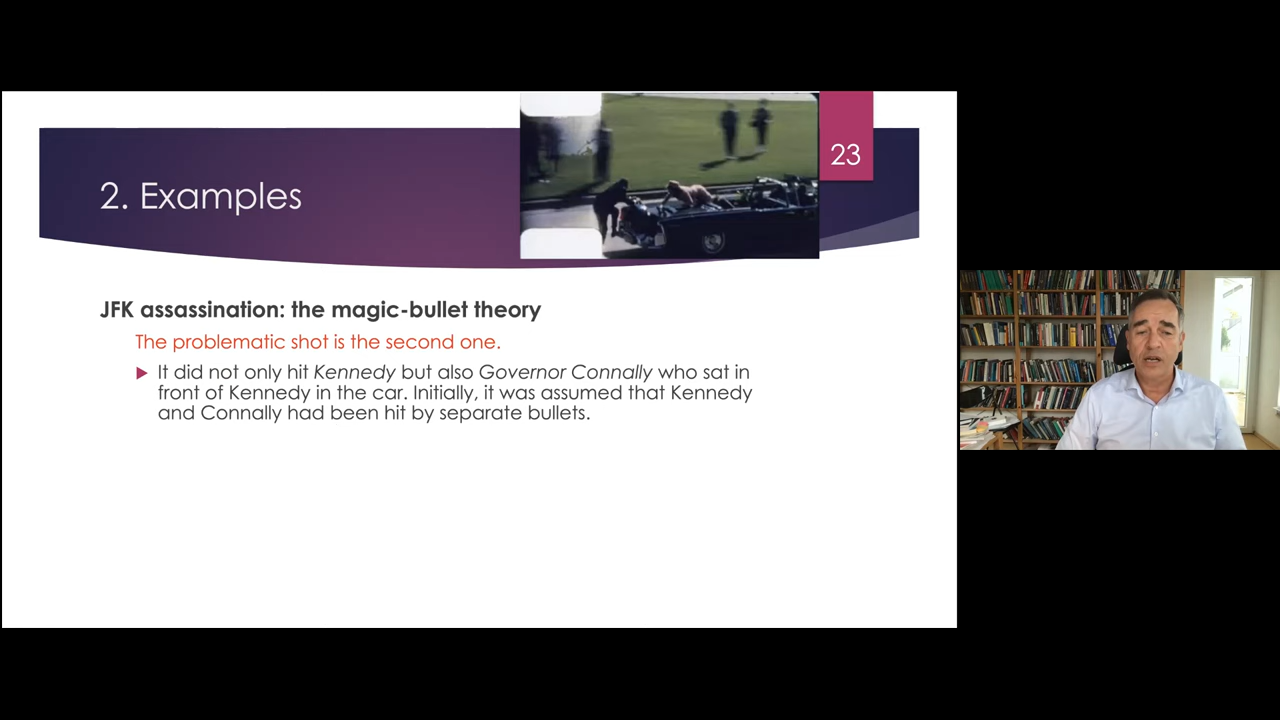 2. Examples
23
JFK assassination: the magic-bullet theory
The problematic shot is the second one.
It did not only hit Kennedy but also Governor Connally who sat in
front of Kennedy in the car. Initially, it was assumed that Kennedy
and Connally had been hit by separate bullets.